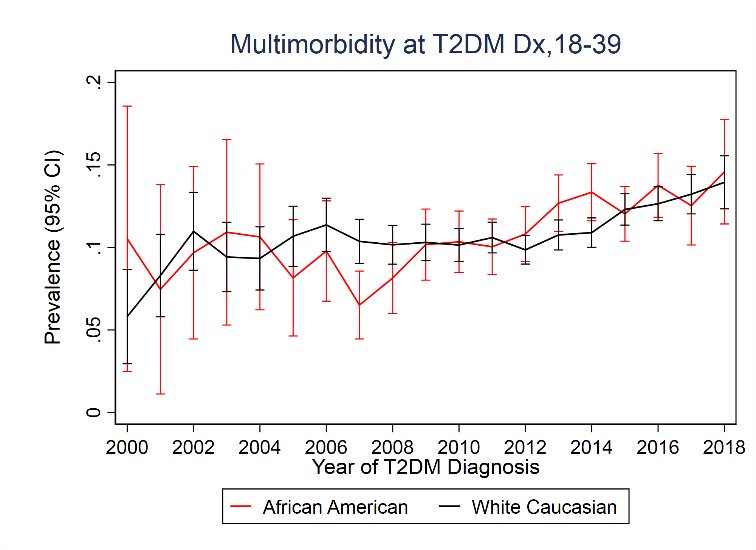 Multimorbidity at T2DM Dx,18-39
Prevalence (95% CI)
.2
.15
.1
.05
0
2000 2002 2004 2006 2008 2010 2012 2014 2016 2018
Year of T2DM Diagnosis
African American White Caucasian